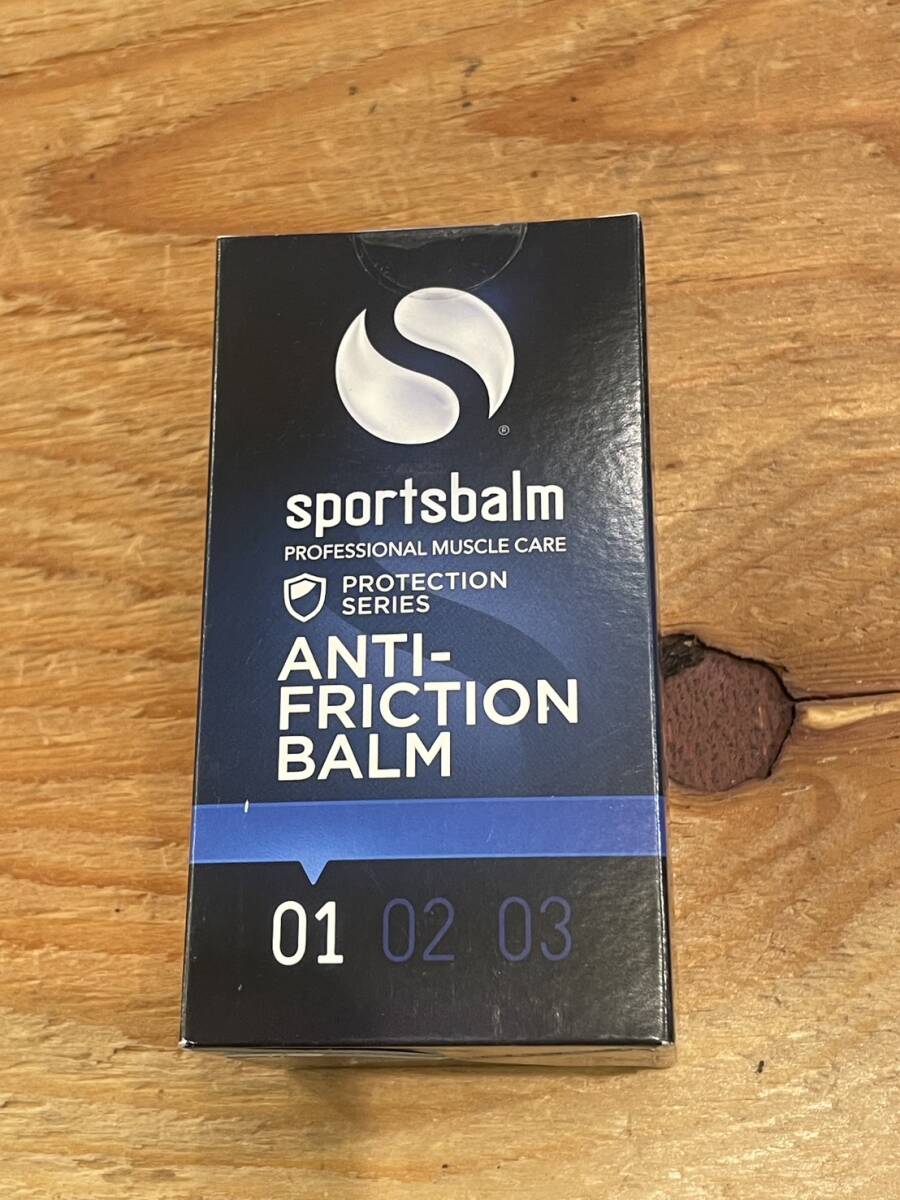 ®
sportsbalm
PROFESSIONAL MUSCLE CARE
PROTECTION
SERIES
ANTI-
FRICTION
BALM
01 02 03